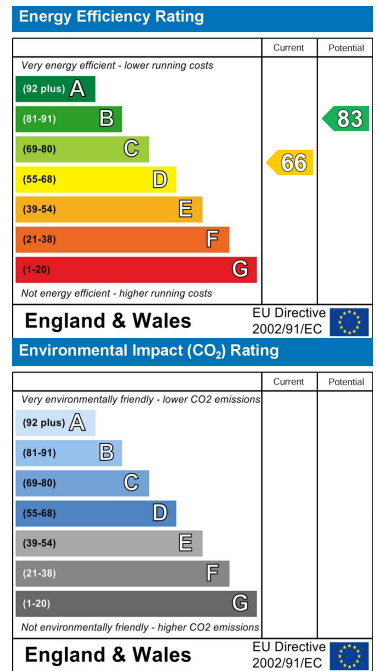 Energy Efficiency Rating
Current Potential
Very energy efficient - lower running costs
(92 plus) A
(81-91) B
83
(69-80) C
66
(55-68) D
(39-54) E
(21-38) F
(1-20) G
Not energy efficient - higher running costs
England & Wales
EU Directive
2002/91/EC
Environmental Impact (CO₂) Rating
Current Potential
Very environmentally friendly - lower CO2 emissions
(92 plus) A
(81-91) B
(69-80) C
(55-68) D
(39-54) E
(21-38) F
(1-20) G
Not environmentally friendly - higher CO2 emissions
England & Wales
EU Directive
2002/91/EC